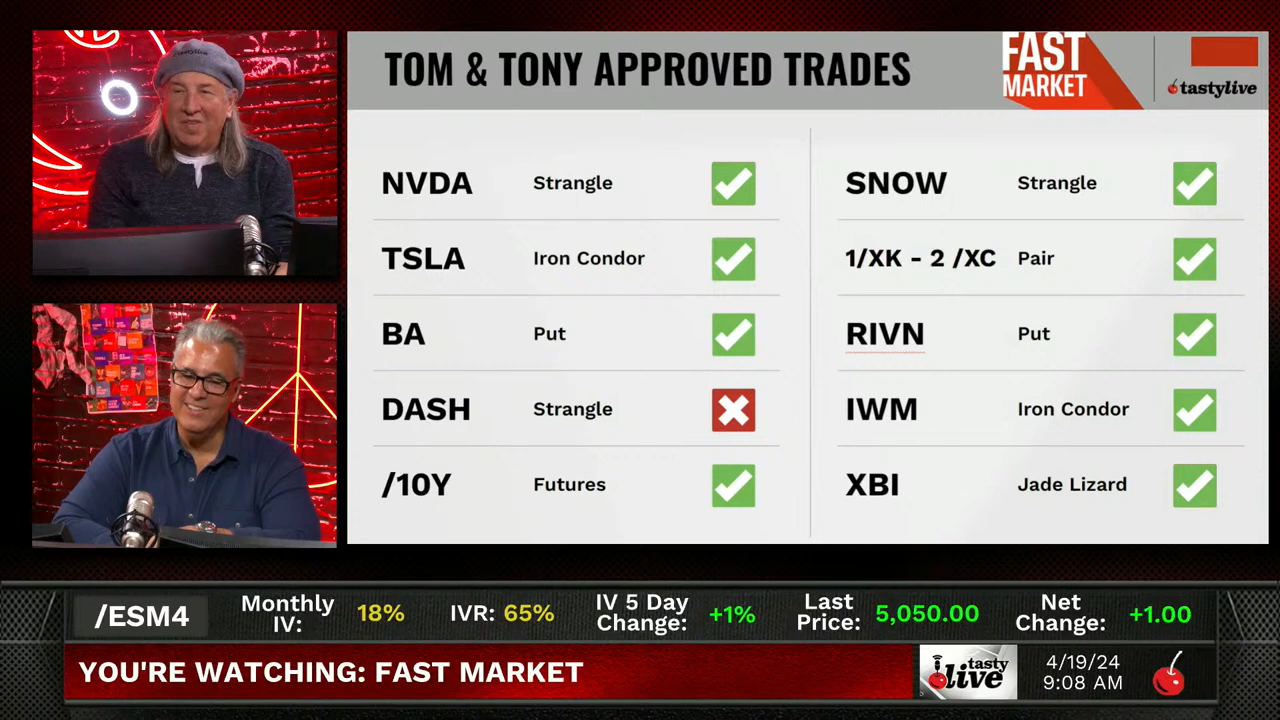 TOM & TONY APPROVED TRADES
FAST
MARKET
tastylive
NVDA Strangle
TSLA Iron Condor
BA Put
DASH Strangle
/10Y Futures
SNOW Strangle
1/XK - 2 /XC Pair
RIVN Put
IWM Iron Condor
XBI Jade Lizard
/ESM4
Monthly
IV: 18%
IVR: 65%
IV 5 Day
Change: +1%
Last
Price: 5,050.00
Net
Change: +1.00
YOU'RE WATCHING: FAST MARKET
tasty
live
4/19/24
9:08 AM